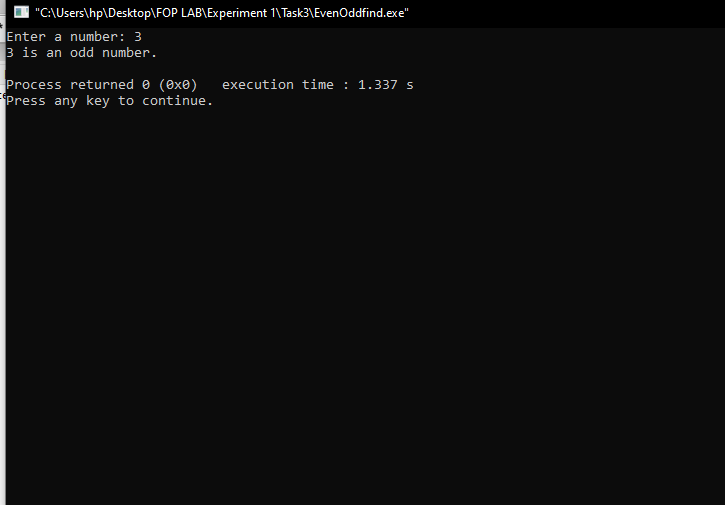 "C:\Users\hp\Desktop\FOP LAB\Experiment 1\Task3\EvenOddfind.exe"
Enter a number: 3
3 is an odd number.
Process returned 0 (0x0)   execution time : 1.337 s
Press any key to continue.